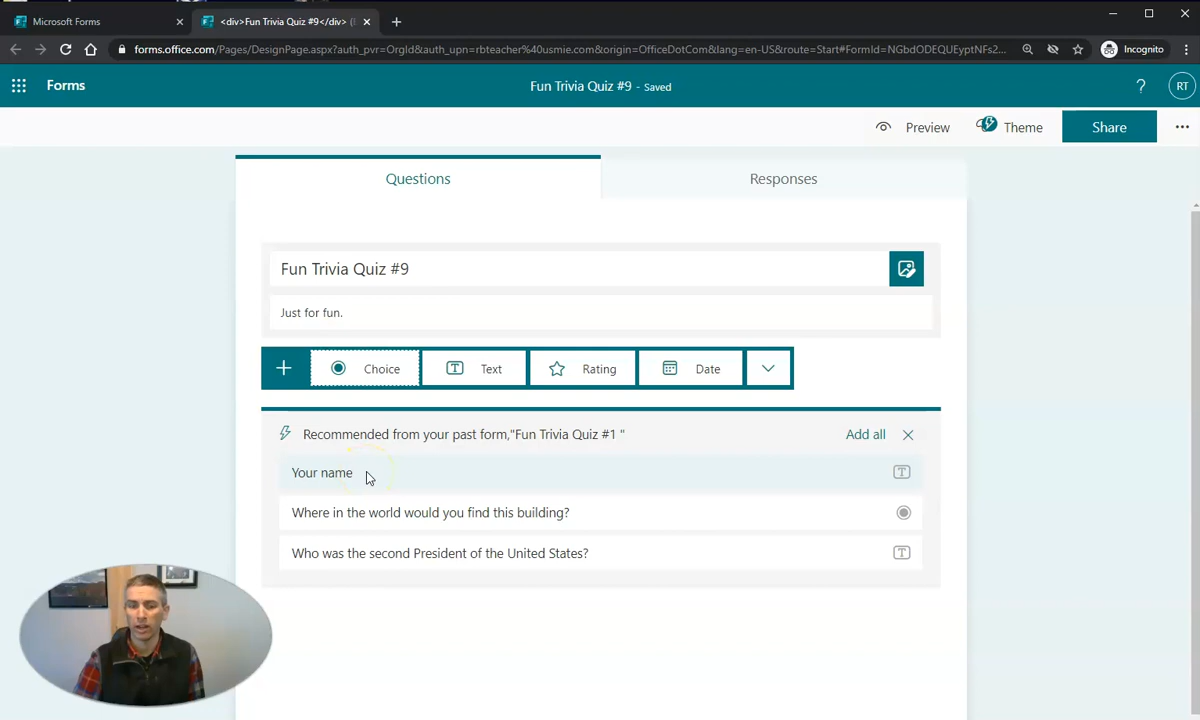 Microsoft Forms
<div>Fun Trivia Quiz #9</div> (
forms.office.com/Pages/DesignPage.aspx?auth_pvr=OrgId&auth_upn=rbteacher%40usmie.com&origin=OfficeDotCom&lang=en-US&route=Start#FormId=NGbdODEQUEyptNFs2...
Incognito
Forms
Fun Trivia Quiz #9 - Saved
?
RT
Preview
Theme
Share
Questions
Responses
Fun Trivia Quiz #9
Just for fun.
Choice
Text
Rating
Date
Recommended from your past form,"Fun Trivia Quiz #1 "
Add all
Your name
Where in the world would you find this building?
Who was the second President of the United States?